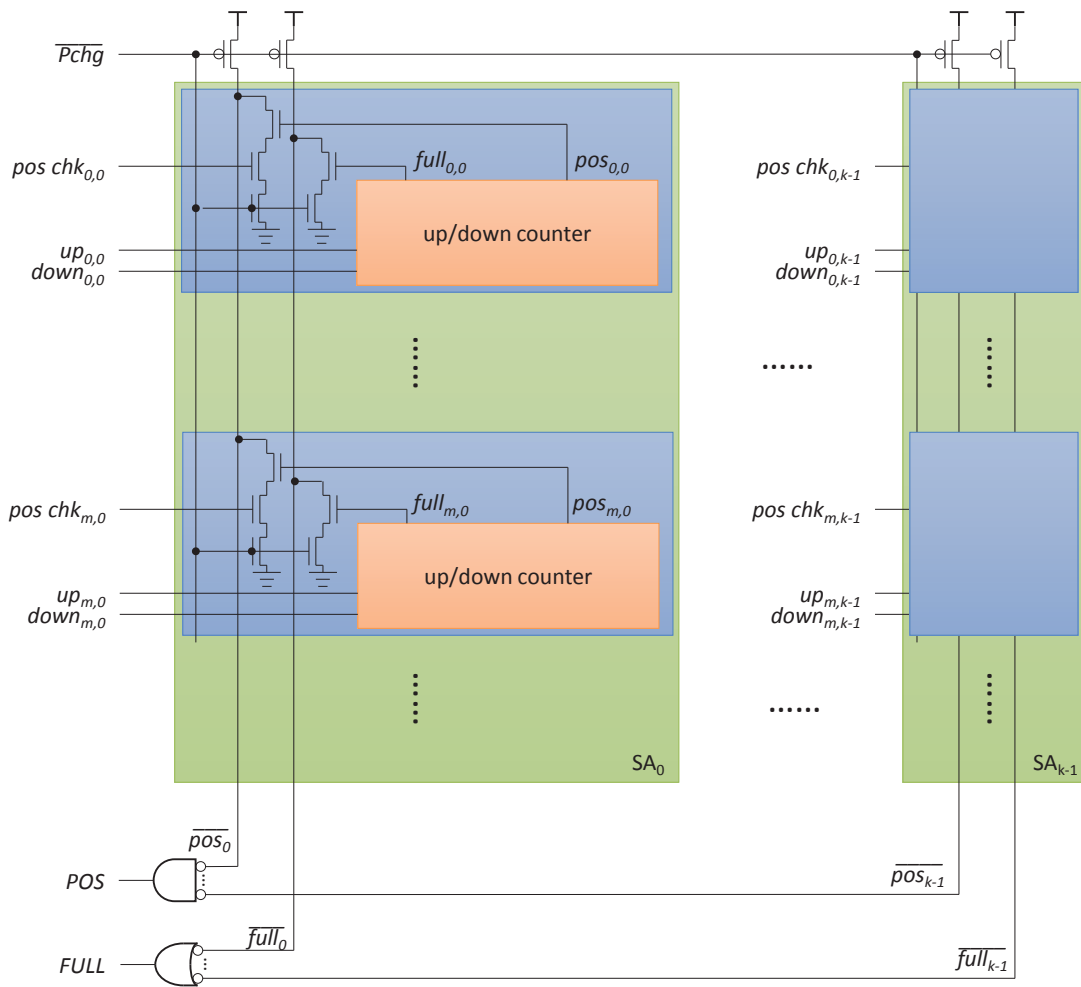 Pchg
pos chk0,0
full0,0
pos0,0
pos chk0,k-1
up/down counter
up0,0
down0,0
up0,k-1
down0,k-1
......
......
......
......
pos chkm,0
fullm,0
posm,0
pos chkm,k-1
up/down counter
upm,0
downm,0
upm,k-1
downm,k-1
......
......
......
SA0
SAk-1
pos0
POS
posk-1
full0
FULL
fullk-1